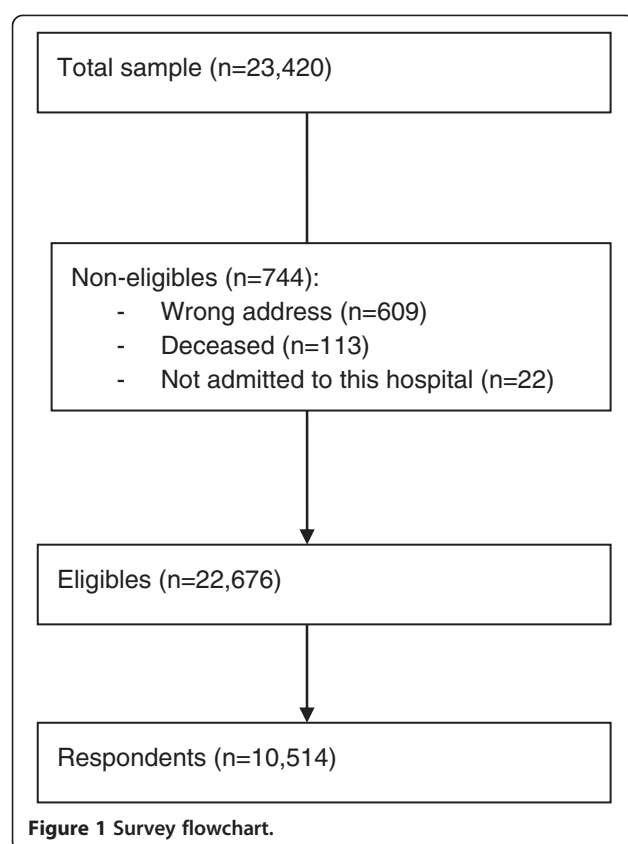 Total sample (n=23,420)
Non-eligibles (n=744):
- Wrong address (n=609)
- Deceased (n=113)
- Not admitted to this hospital (n=22)
Eligibles (n=22,676)
Respondents (n=10,514)
Figure 1 Survey flowchart.